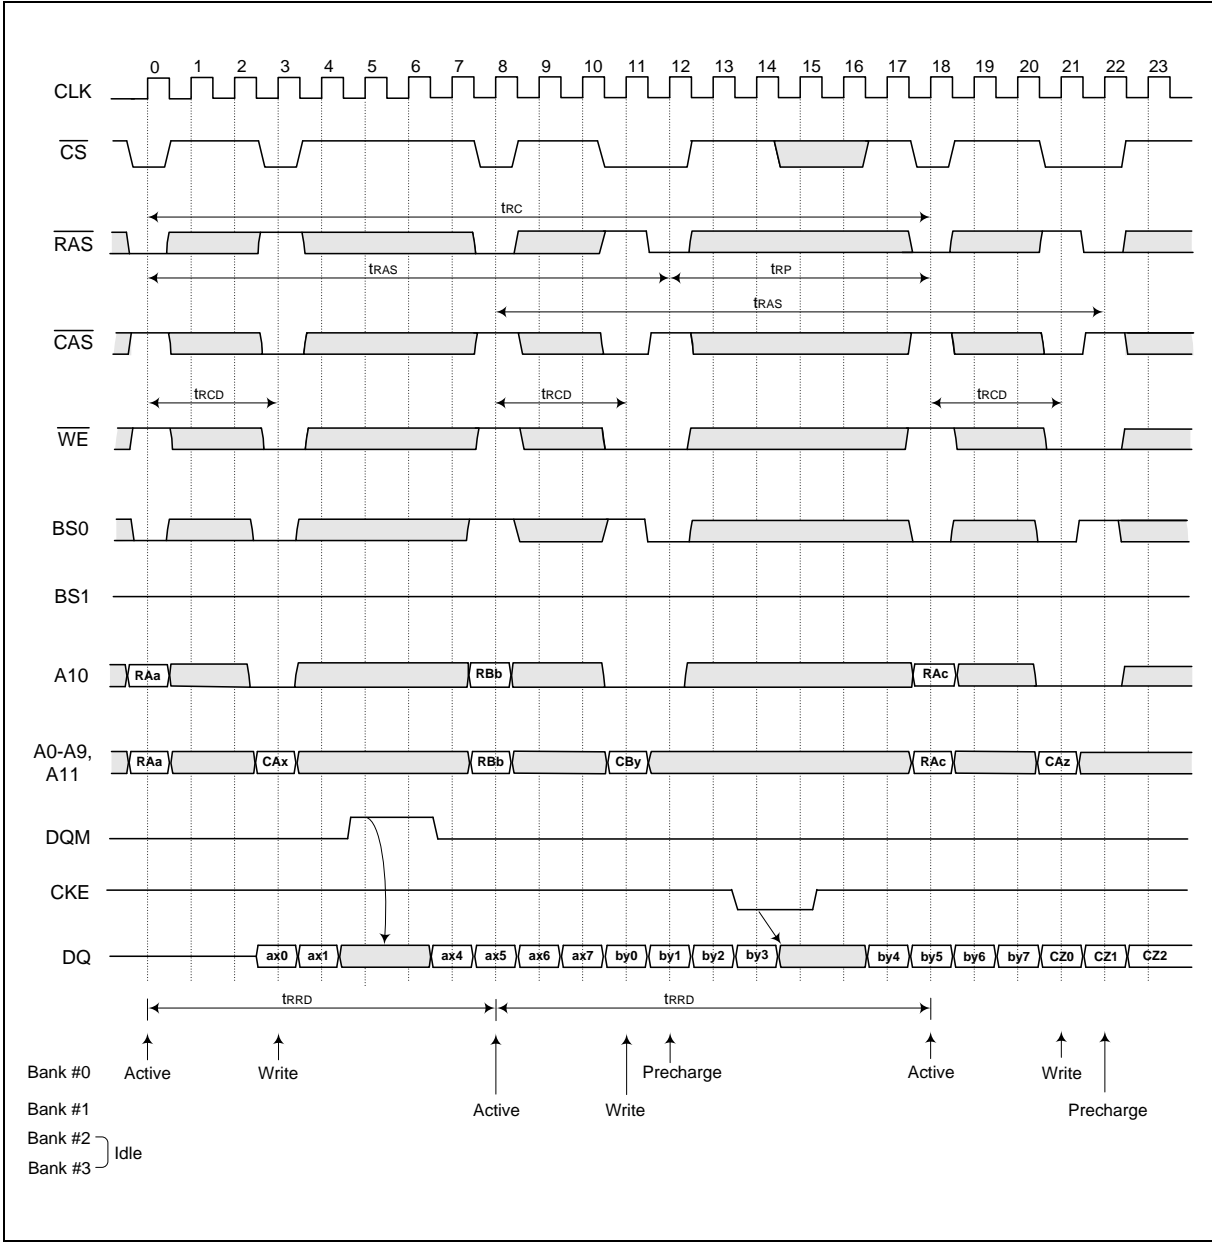 0 1 2 3 4 5 6 7 8 9 10 11 12 13 14 15 16 17 18 19 20 21 22 23
CLK
CS
tRC
RAS
tRAS tRP
tRAS
CAS
tRCD tRCD tRCD
WE
BS0
BS1
A10 RAa RBb RAc
A0-A9,
A11
RAa CAx RBb CBy RAc CAz
DQM
CKE
DQ ax0 ax1 ax4 ax5 ax6 ax7 by0 by1 by2 by3 by4 by5 by6 by7 CZ0 CZ1 CZ2
tRRD tRRD
Bank #0 Active Write Precharge Active Write
Bank #1 Active Write Precharge
Bank #2
Idle
Bank #3